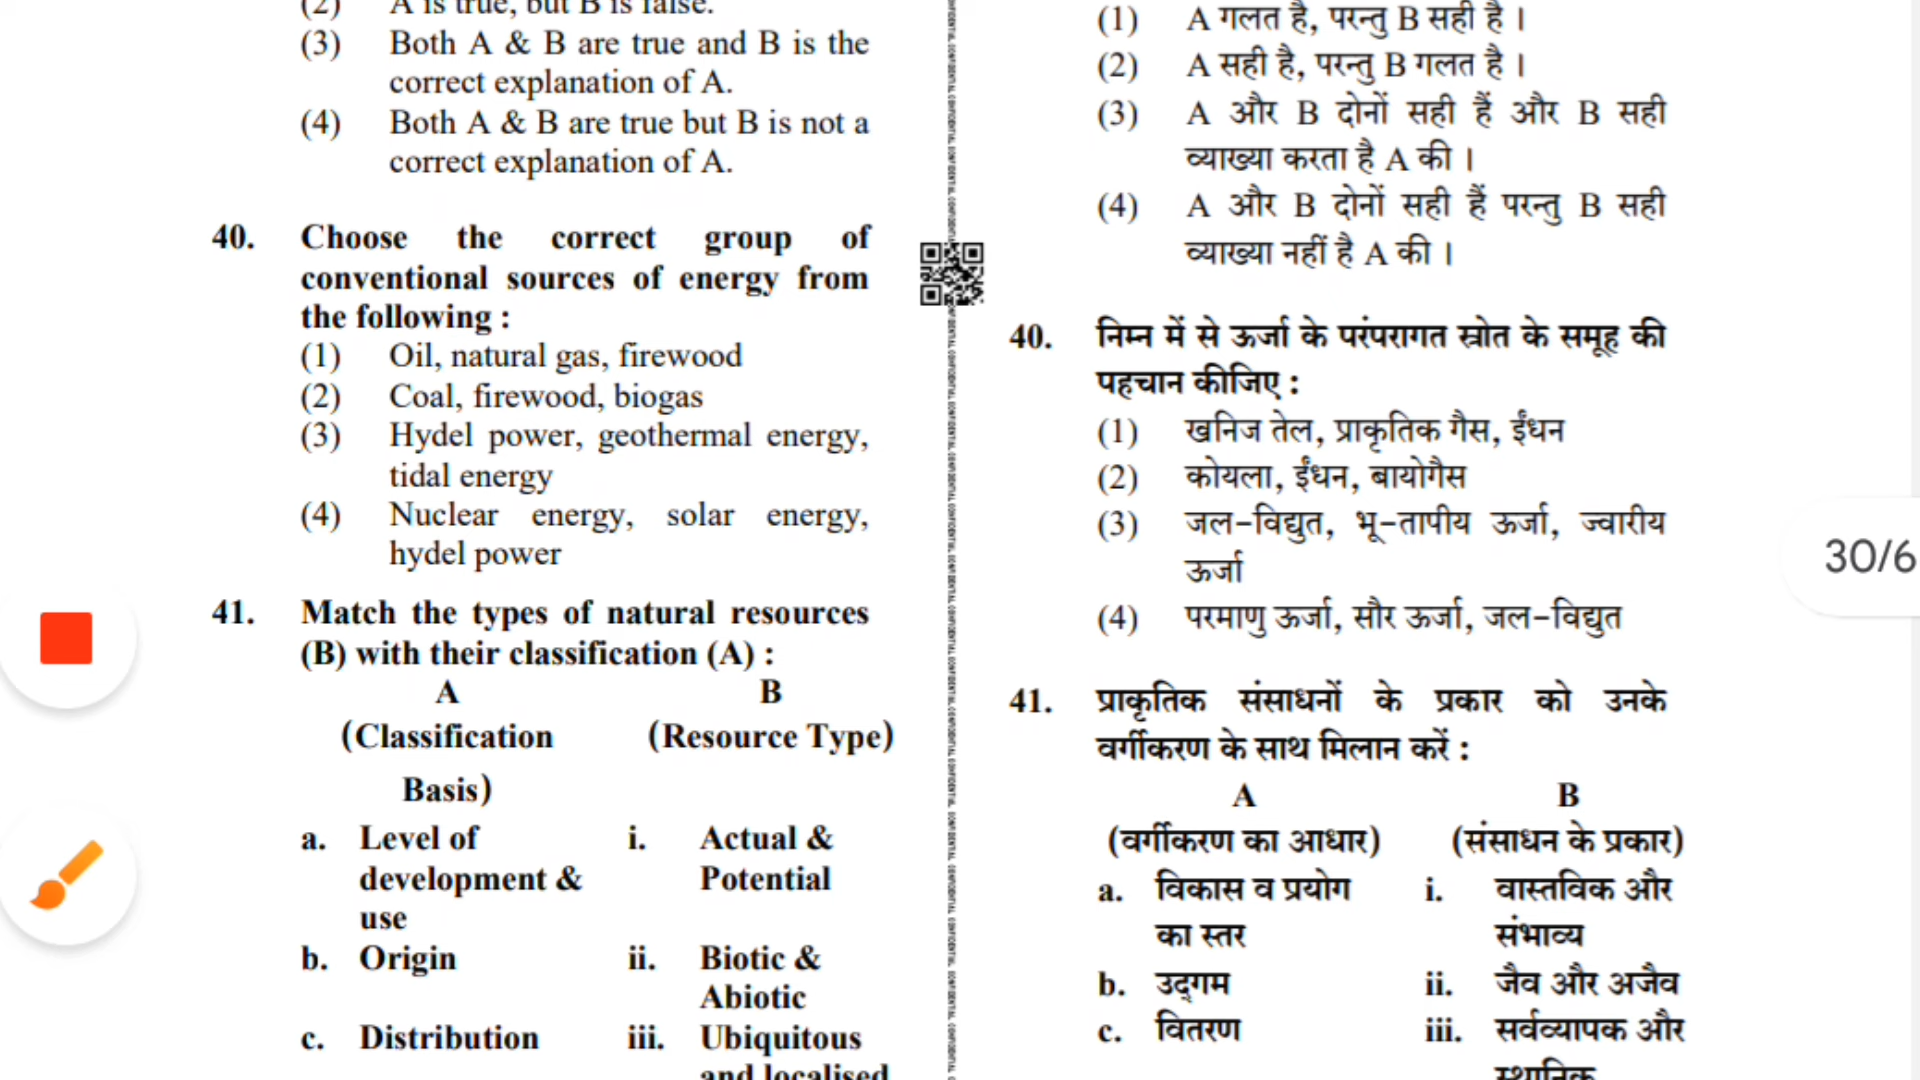 (2) A is true, but B is false.
(3) Both A & B are true and B is the
correct explanation of A.
(4) Both A & B are true but B is not a
correct explanation of A.
40. Choose the correct group of
conventional sources of energy from
the following :
(1) Oil, natural gas, firewood
(2) Coal, firewood, biogas
(3) Hydel power, geothermal energy,
tidal energy
(4) Nuclear energy, solar energy,
hydel power
41. Match the types of natural resources
(B) with their classification (A) :
A B
(Classification (Resource Type)
Basis)
a. Level of i. Actual &
development & Potential
use
b. Origin ii. Biotic &
Abiotic
c. Distribution iii. Ubiquitous
and localised
(1) A गलत है, परन्तु B सही है ।
(2) A सही है, परन्तु B गलत है ।
(3) A और B दोनों सही हैं और B सही
व्याख्या करता है A की ।
(4) A और B दोनों सही हैं परन्तु B सही
व्याख्या नहीं है A की ।
40. निम्न में से ऊर्जा के परंपरागत स्रोत के समूह की
पहचान कीजिए :
(1) खनिज तेल, प्राकृतिक गैस, ईंधन
(2) कोयला, ईंधन, बायोगैस
(3) जल-विद्युत, भू-तापीय ऊर्जा, ज्वारीय
ऊर्जा
(4) परमाणु ऊर्जा, सौर ऊर्जा, जल-विद्युत
41. प्राकृतिक संसाधनों के प्रकार को उनके
वर्गीकरण के साथ मिलान करें :
A B
(वर्गीकरण का आधार) (संसाधन के प्रकार)
a. विकास व प्रयोग i. वास्तविक और
का स्तर संभाव्य
b. उद्‌गम ii. जैव और अजैव
c. वितरण iii. सर्वव्यापक और
स्थानिक
30/6